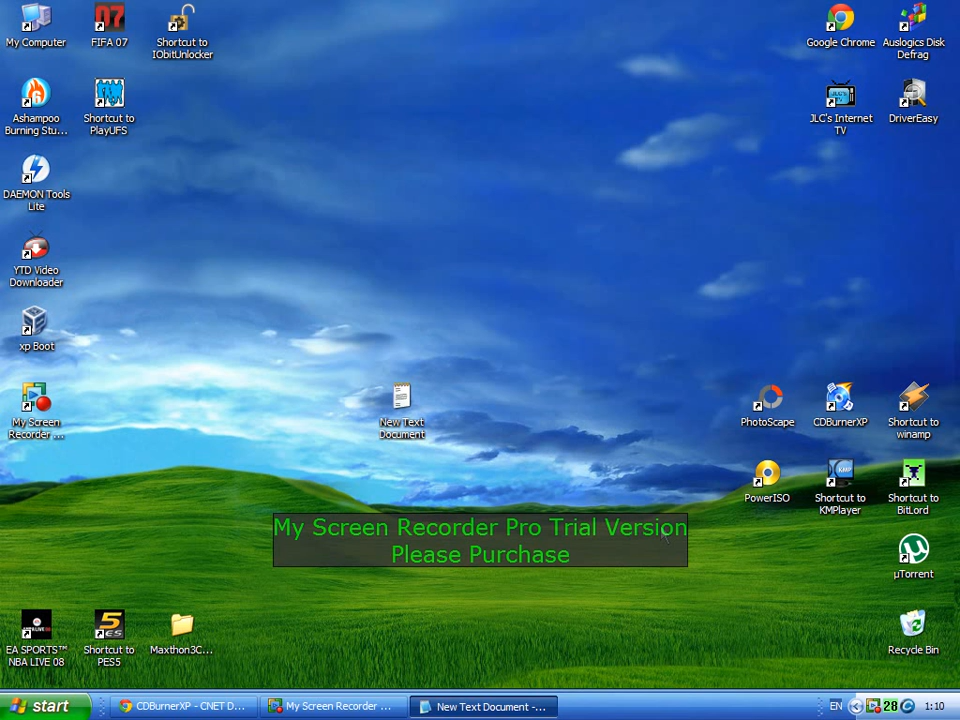 My Computer
FIFA 07
Shortcut to
IObitUnlocker
Google Chrome
Auslogics Disk
Defrag
Ashampoo
Burning Stu...
Shortcut to
PlayUFS
JLC's Internet
TV
DriverEasy
DAEMON Tools
Lite
YTD Video
Downloader
xp Boot
My Screen
Recorder ...
New Text
Document
PhotoScape
CDBurnerXP
Shortcut to
winamp
PowerISO
Shortcut to
KMPlayer
Shortcut to
BitLord
My Screen Recorder Pro Trial Version
Please Purchase
µTorrent
EA SPORTS™
NBA LIVE 08
Shortcut to
PES5
Maxthon3C...
Recycle Bin
start
CDBurnerXP - CNET D...
My Screen Recorder ...
New Text Document -...
EN
28
1:10